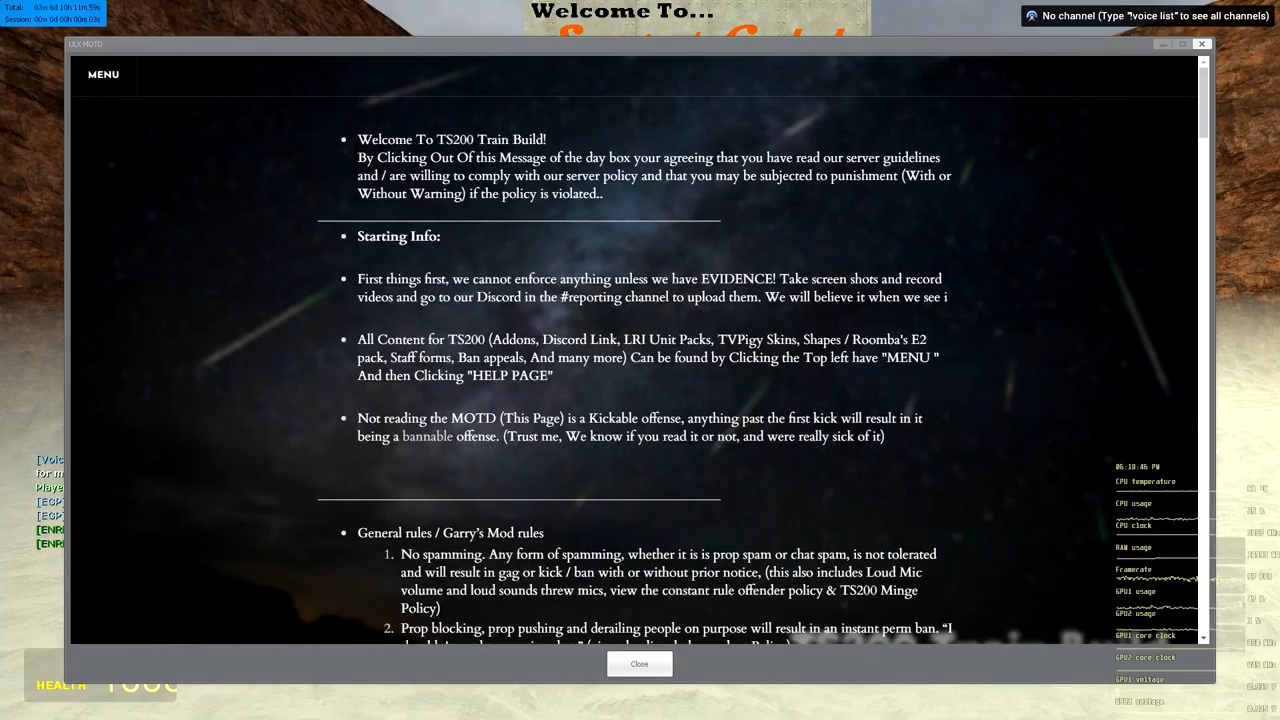 Total: 03w 6d 10h 11m 59s
Session: 00w 0d 00h 00m 03s
Welcome To...
No channel (Type "!voice list" to see all channels)
ULX MOTD
MENU
Welcome To TS200 Train Build!
By Clicking Out Of this Message of the day box your agreeing that you have read our server guidelines
and / are willing to comply with our server policy and that you may be subjected to punishment (With or
Without Warning) if the policy is violated..
Starting Info:
First things first, we cannot enforce anything unless we have EVIDENCE! Take screen shots and record
videos and go to our Discord in the #reporting channel to upload them. We will believe it when we see i
All Content for TS200 (Addons, Discord Link, LRI Unit Packs, TVPigy Skins, Shapes / Roomba's E2
pack, Staff forms, Ban appeals, And many more) Can be found by Clicking the Top left have "MENU "
And then Clicking "HELP PAGE"
Not reading the MOTD (This Page) is a Kickable offense, anything past the first kick will result in it
being a bannable offense. (Trust me, We know if you read it or not, and were really sick of it)
General rules / Garry's Mod rules
1. No spamming. Any form of spamming, whether it is is prop spam or chat spam, is not tolerated
and will result in gag or kick / ban with or without prior notice, (this also includes Loud Mic
volume and loud sounds threw mics, view the constant rule offender policy & TS200 Minge
Policy)
2. Prop blocking, prop pushing and derailing people on purpose will result in an instant perm ban. “I
[Voic
for m
Playe
[EGP
[EGP
[ENR
[ENR
06:18:46 PM
CPU temperature
CPU usage
CPU clock
RAM usage
Framerate
GPU1 usage
GPU2 usage
GPU1 core clock
GPU2 core clock
GPU1 voltage
GPU2 voltage
Close
HEALTH